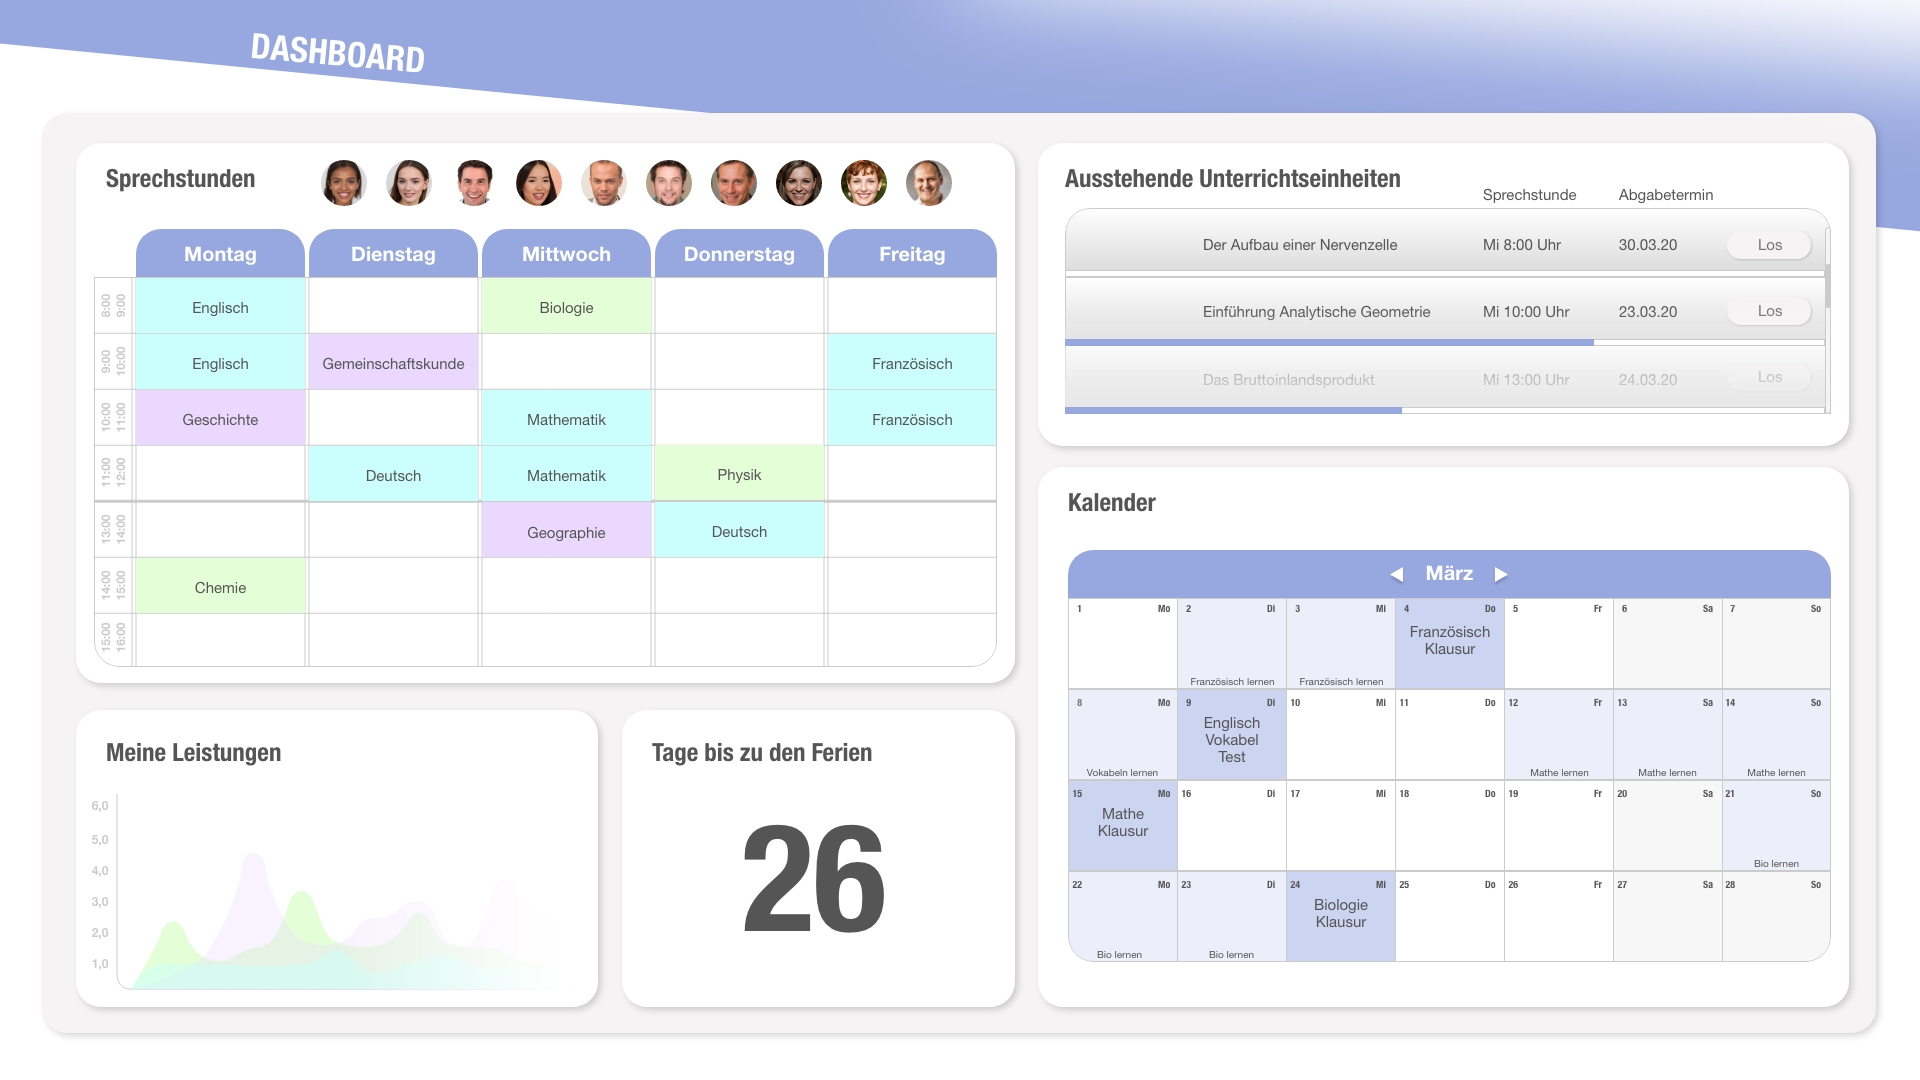 DASHBOARD
Sprechstunden
Montag Dienstag Mittwoch Donnerstag Freitag
8:00 9:00 Englisch Biologie
9:00 10:00 Englisch Gemeinschaftskunde Französisch
10:00 11:00 Geschichte Mathematik Französisch
11:00 12:00 Deutsch Mathematik Physik
13:00 14:00 Geographie Deutsch
14:00 15:00 Chemie
15:00 16:00
Ausstehende Unterrichtseinheiten
Sprechstunde Abgabetermin
Der Aufbau einer Nervenzelle Mi 8:00 Uhr 30.03.20 Los
Einführung Analytische Geometrie Mi 10:00 Uhr 23.03.20 Los
Das Bruttoinlandsprodukt Mi 13:00 Uhr 24.03.20 Los
Meine Leistungen
6,0
5,0
4,0
3,0
2,0
1,0
Tage bis zu den Ferien
26
Kalender
März
1 Mo 2 Di 3 Mi 4 Do 5 Fr 6 Sa 7 So
Französisch
Klausur
Französisch lernen Französisch lernen
8 Mo 9 Di 10 Mi 11 Do 12 Fr 13 Sa 14 So
Englisch
Vokabel
Test
Vokabeln lernen Mathe lernen Mathe lernen Mathe lernen
15 Mo 16 Di 17 Mi 18 Do 19 Fr 20 Sa 21 So
Mathe
Klausur
Bio lernen
22 Mo 23 Di 24 Mi 25 Do 26 Fr 27 Sa 28 So
Biologie
Klausur
Bio lernen Bio lernen